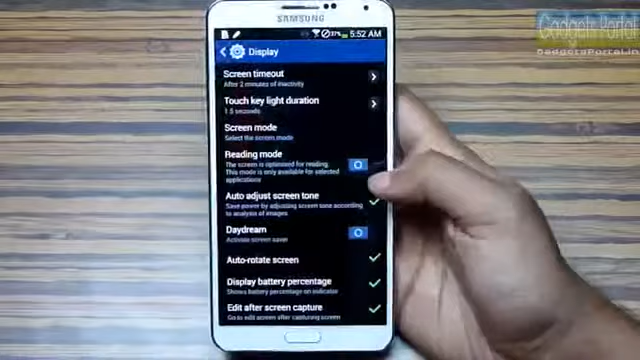 SAMSUNG
Gadgets Portal
GadgetsPortal.in
37% 5:52 AM
Display
Screen timeout
After 2 minutes of inactivity
Touch key light duration
1.5 seconds
Screen mode
Select the screen mode
Reading mode
The screen is optimized for reading.
This mode is only available for selected
applications
Auto adjust screen tone
Save power by adjusting screen tone according
to analysis of images
Daydream
Activate screen saver
Auto-rotate screen
Display battery percentage
Shows battery percentage on indicator
Edit after screen capture
Go to edit screen after capturing screen